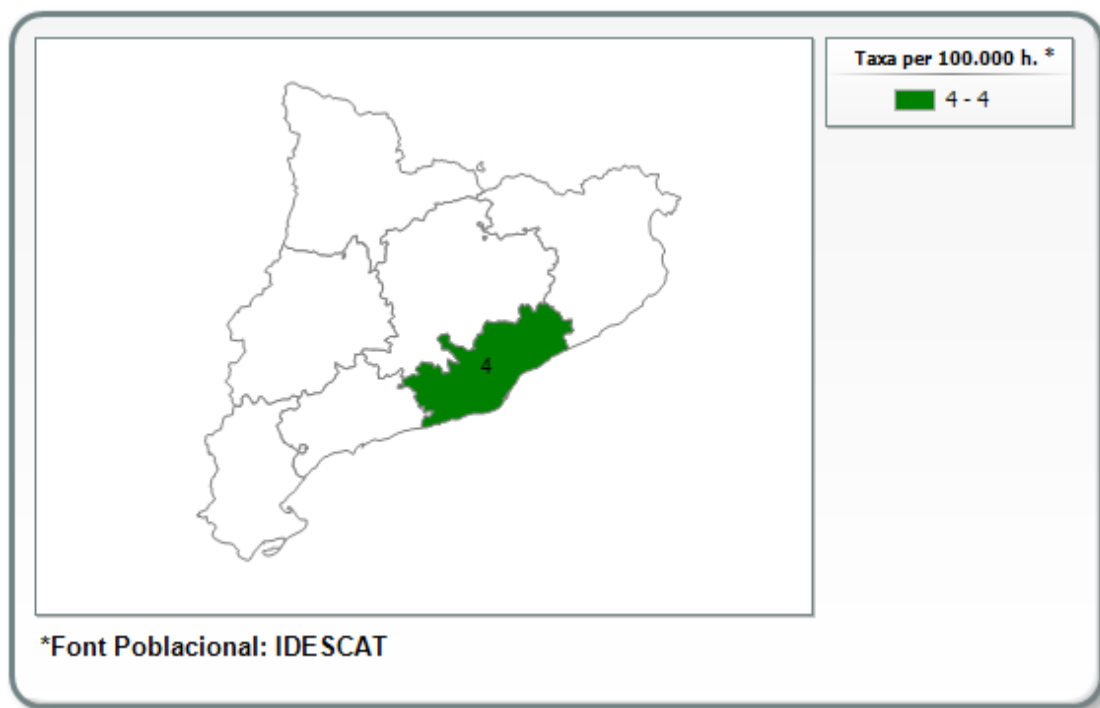 Taxa per 100.000 h. *
4 - 4
4
*Font Poblacional: IDESCAT